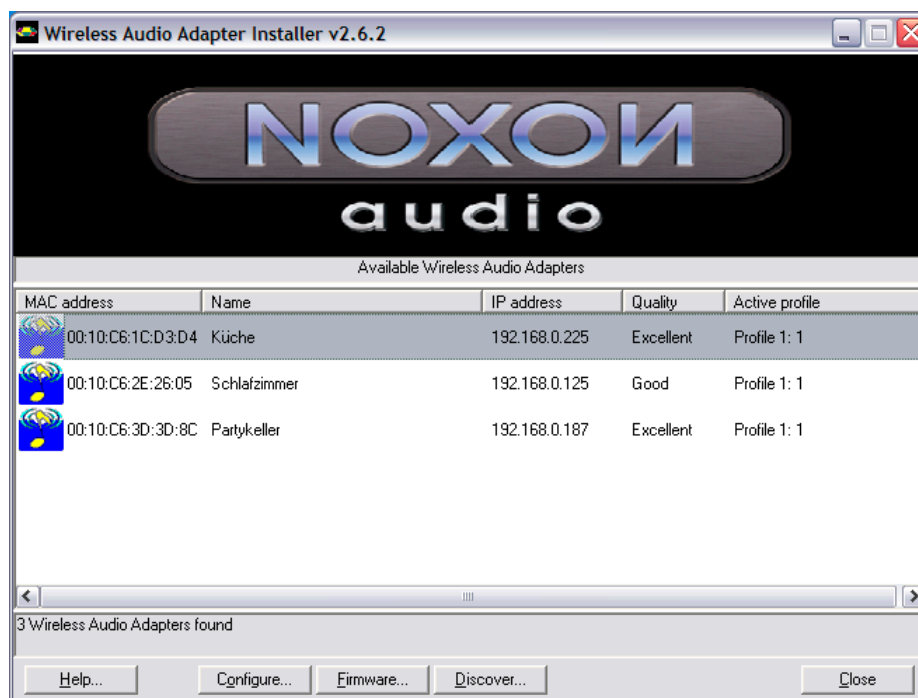 Wireless Audio Adapter Installer v2.6.2
NOXON
audio
Available Wireless Audio Adapters
MAC address Name IP address Quality Active profile
00:10:C6:1C:D3:D4 Küche 192.168.0.225 Excellent Profile 1: 1
00:10:C6:2E:26:05 Schlafzimmer 192.168.0.125 Good Profile 1: 1
00:10:C6:3D:3D:8C Partykeller 192.168.0.187 Excellent Profile 1: 1
3 Wireless Audio Adapters found
Help... Configure... Firmware... Discover... Close